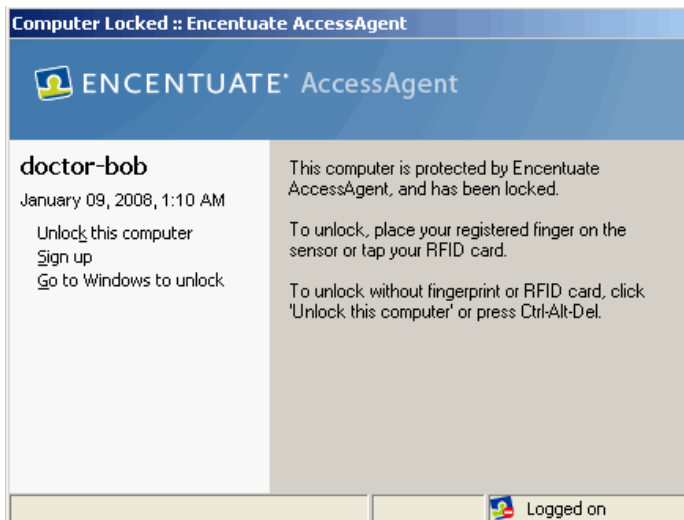 Computer Locked :: Encentuate AccessAgent
ENCENTUATE® AccessAgent
doctor-bob
January 09, 2008, 1:10 AM
Unlock this computer
Sign up
Go to Windows to unlock
This computer is protected by Encentuate
AccessAgent, and has been locked.
To unlock, place your registered finger on the
sensor or tap your RFID card.
To unlock without fingerprint or RFID card, click
'Unlock this computer' or press Ctrl-Alt-Del.
Logged on